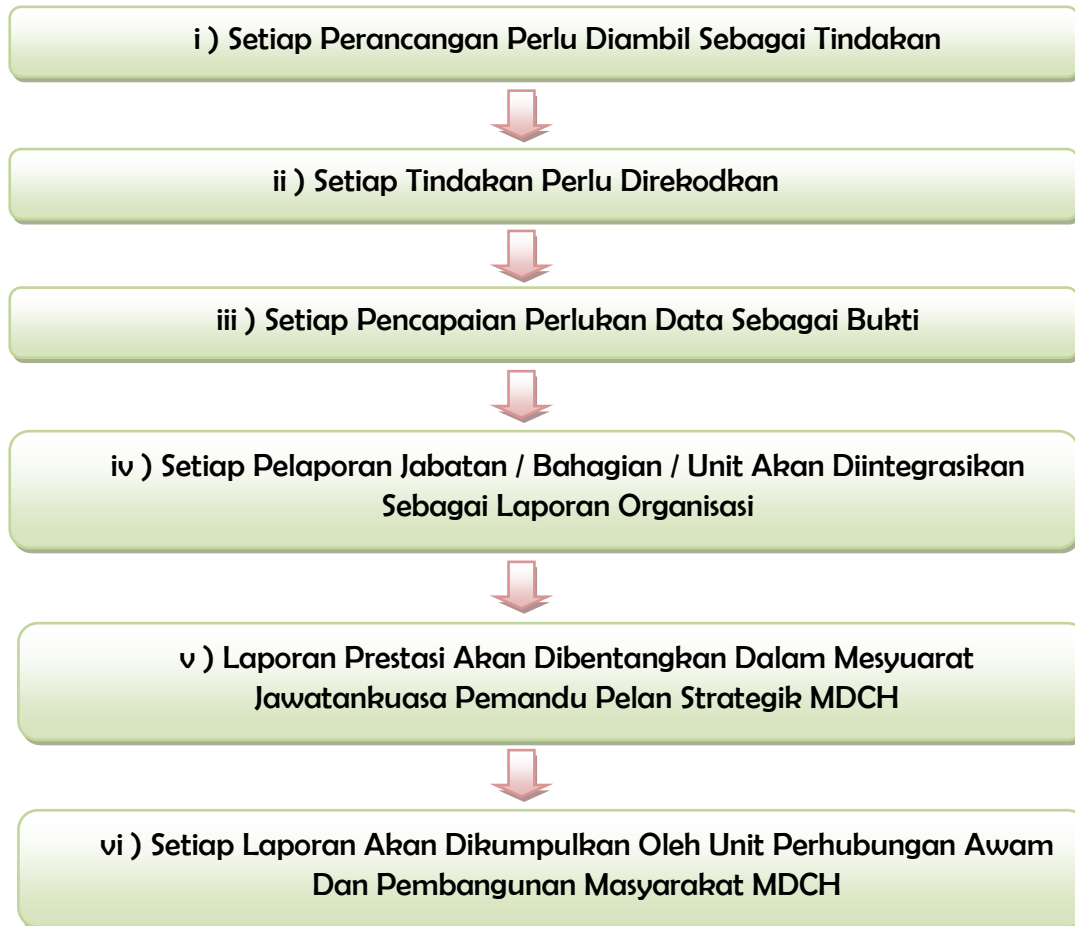 i ) Setiap Perancangan Perlu Diambil Sebagai Tindakan
ii ) Setiap Tindakan Perlu Direkodkan
iii ) Setiap Pencapaian Perlukan Data Sebagai Bukti
iv ) Setiap Pelaporan Jabatan / Bahagian / Unit Akan Diintegrasikan
Sebagai Laporan Organisasi
v ) Laporan Prestasi Akan Dibentangkan Dalam Mesyuarat
Jawatankuasa Pemandu Pelan Strategik MDCH
vi ) Setiap Laporan Akan Dikumpulkan Oleh Unit Perhubungan Awam
Dan Pembangunan Masyarakat MDCH